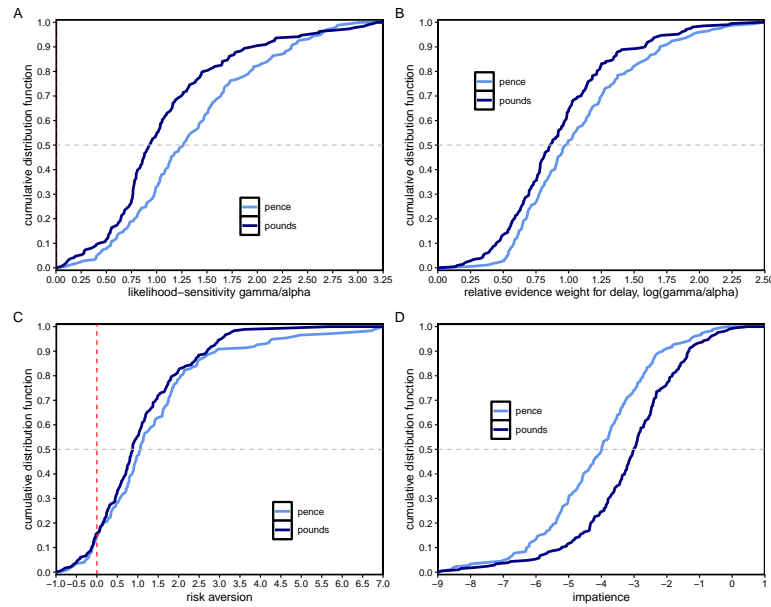 A
cumulative distribution function
1.0
0.9
0.8
0.7
0.6
0.5
0.4
0.3
0.2
0.1
0.0
pence
pounds
0.00 0.25 0.50 0.75 1.00 1.25 1.50 1.75 2.00 2.25 2.50 2.75 3.00 3.25
likelihood−sensitivity gamma/alpha
B
cumulative distribution function
1.0
0.9
0.8
0.7
0.6
0.5
0.4
0.3
0.2
0.1
0.0
pence
pounds
0.00 0.25 0.50 0.75 1.00 1.25 1.50 1.75 2.00 2.25 2.50
relative evidence weight for delay, log(gamma/alpha)
C
cumulative distribution function
1.0
0.9
0.8
0.7
0.6
0.5
0.4
0.3
0.2
0.1
0.0
pence
pounds
−1.0 −0.5 0.0 0.5 1.0 1.5 2.0 2.5 3.0 3.5 4.0 4.5 5.0 5.5 6.0 6.5 7.0
risk aversion
D
cumulative distribution function
1.0
0.9
0.8
0.7
0.6
0.5
0.4
0.3
0.2
0.1
0.0
pence
pounds
−9 −8 −7 −6 −5 −4 −3 −2 −1 0 1
impatience